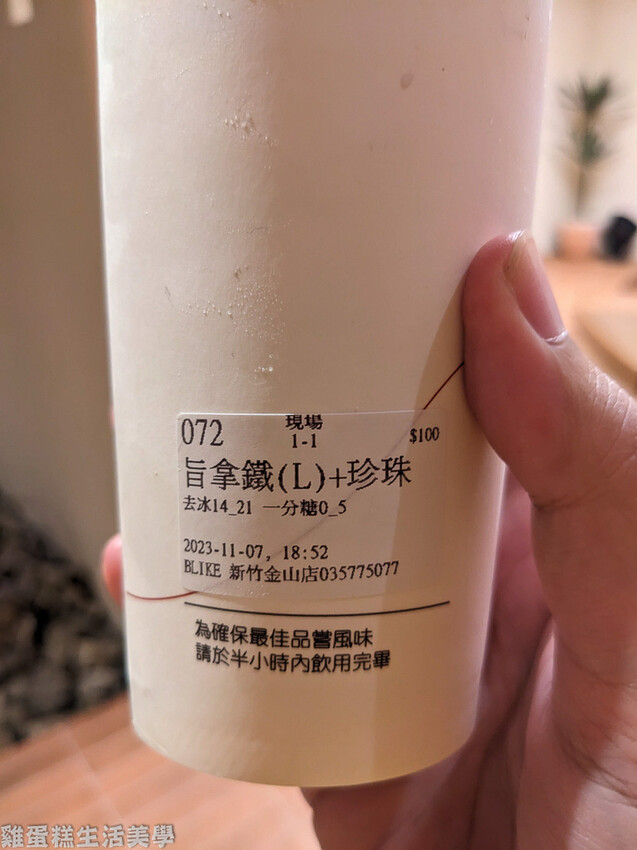 072 現場 $100
1-1
旨拿鐵(L)+珍珠
去冰14_21 一分糖0_5
2023-11-07, 18:52
BLIKE 新竹金山店035775077
為確保最佳品嘗風味
請於半小時內飲用完畢
雞蛋糕生活美學